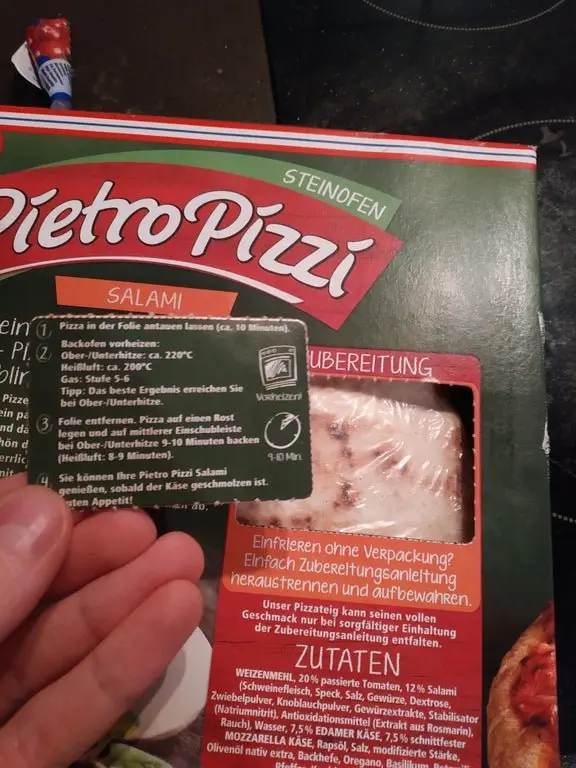 STEINOFEN
Pietro Pizzi
SALAMI
1. Pizza in der Folie antauen lassen (ca. 10 Minuten).
2. Backofen vorheizen:
Ober-/Unterhitze: ca. 220°C
Heißluft: ca. 200°C
Gas: Stufe 5-6
Tipp: Das beste Ergebnis erreichen Sie
bei Ober-/Unterhitze.
Vorheizen!
3. Folie entfernen. Pizza auf einen Rost
legen und auf mittlerer Einschubleiste
bei Ober-/Unterhitze 9-10 Minuten backen
(Heißluft: 8-9 Minuten).
9-10 Min.
4. Sie können Ihre Pietro Pizzi Salami
genießen, sobald der Käse geschmolzen ist.
uten Appetit!
UBEREITUNG
Einfrieren ohne Verpackung?
Einfach Zubereitungsanleitung
heraustrennen und aufbewahren.
Unser Pizzateig kann seinen vollen
Geschmack nur bei sorgfältiger Einhaltung
der Zubereitungsanleitung entfalten.
ZUTATEN
WEIZENMEHL, 20% passierte Tomaten, 12% Salami
(Schweinefleisch, Speck, Salz, Gewürze, Dextrose,
Zwiebelpulver, Knoblauchpulver, Gewürzextrakte, Stabilisator
(Natriumnitrit), Antioxidationsmittel (Extrakt aus Rosmarin),
Rauch), Wasser, 7,5% EDAMER KÄSE, 7,5% schnittfester
MOZZARELLA KÄSE, Rapsöl, Salz, modifizierte Stärke,
Olivenöl nativ extra, Backhefe, Oregano, Basilikum,